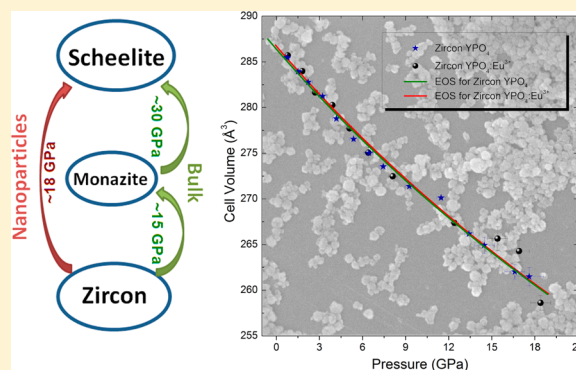 Scheelite
Nanoparticles
~18 GPa
~30 GPa
Bulk
Monazite
~15 GPa
Zircon
Cell Volume (Å³)
290
285
280
275
270
265
260
255
Zircon YPO₄
Zircon YPO₄:Eu³⁺
EOS for Zircon YPO₄
EOS for Zircon YPO₄:Eu³⁺
0 3 6 9 12 15 18 21
Pressure (GPa)